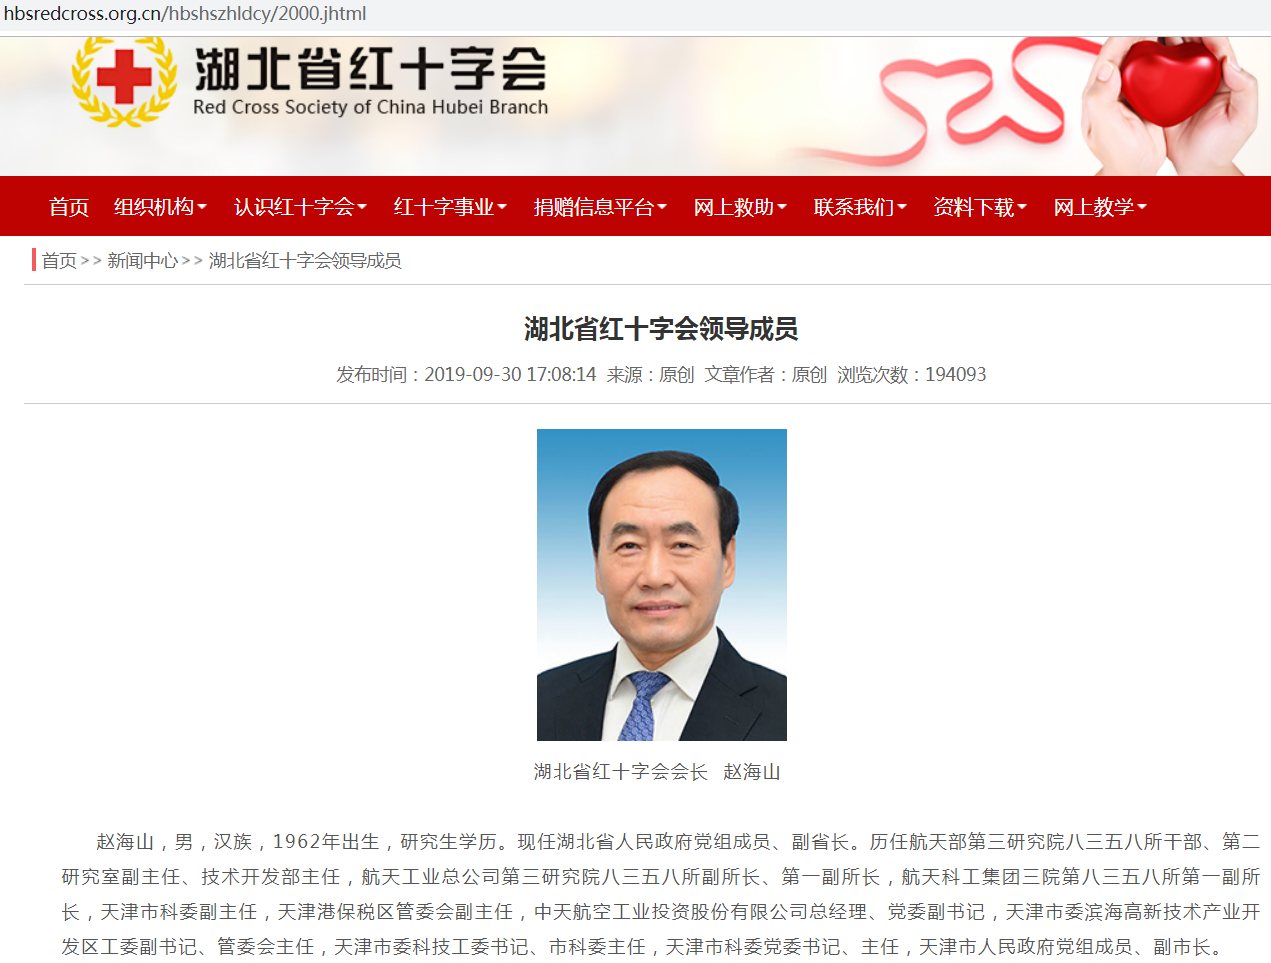 hbsredcross.org.cn/hbshszhldcy/2000.jhtml
湖北省红十字会
Red Cross Society of China Hubei Branch
首页 组织机构 认识红十字会 红十字事业 捐赠信息平台 网上救助 联系我们 资料下载 网上教学
首页>> 新闻中心>> 湖北省红十字会领导成员
湖北省红十字会领导成员
发布时间：2019-09-30 17:08:14 来源：原创 文章作者：原创 浏览次数：194093
湖北省红十字会会长 赵海山
赵海山，男，汉族，1962年出生，研究生学历。现任湖北省人民政府党组成员、副省长。历任航天部第三研究院八三五八所干部、第二
研究室副主任、技术开发部主任，航天工业总公司第三研究院八三五八所副所长、第一副所长，航天科工集团三院第八三五八所第一副所
长，天津市科委副主任，天津港保税区管委会副主任，中天航空工业投资股份有限公司总经理、党委副书记，天津市委滨海高新技术产业开
发区工委副书记、管委会主任，天津市委科技工委书记、市科委主任，天津市科委党委书记、主任，天津市人民政府党组成员、副市长。